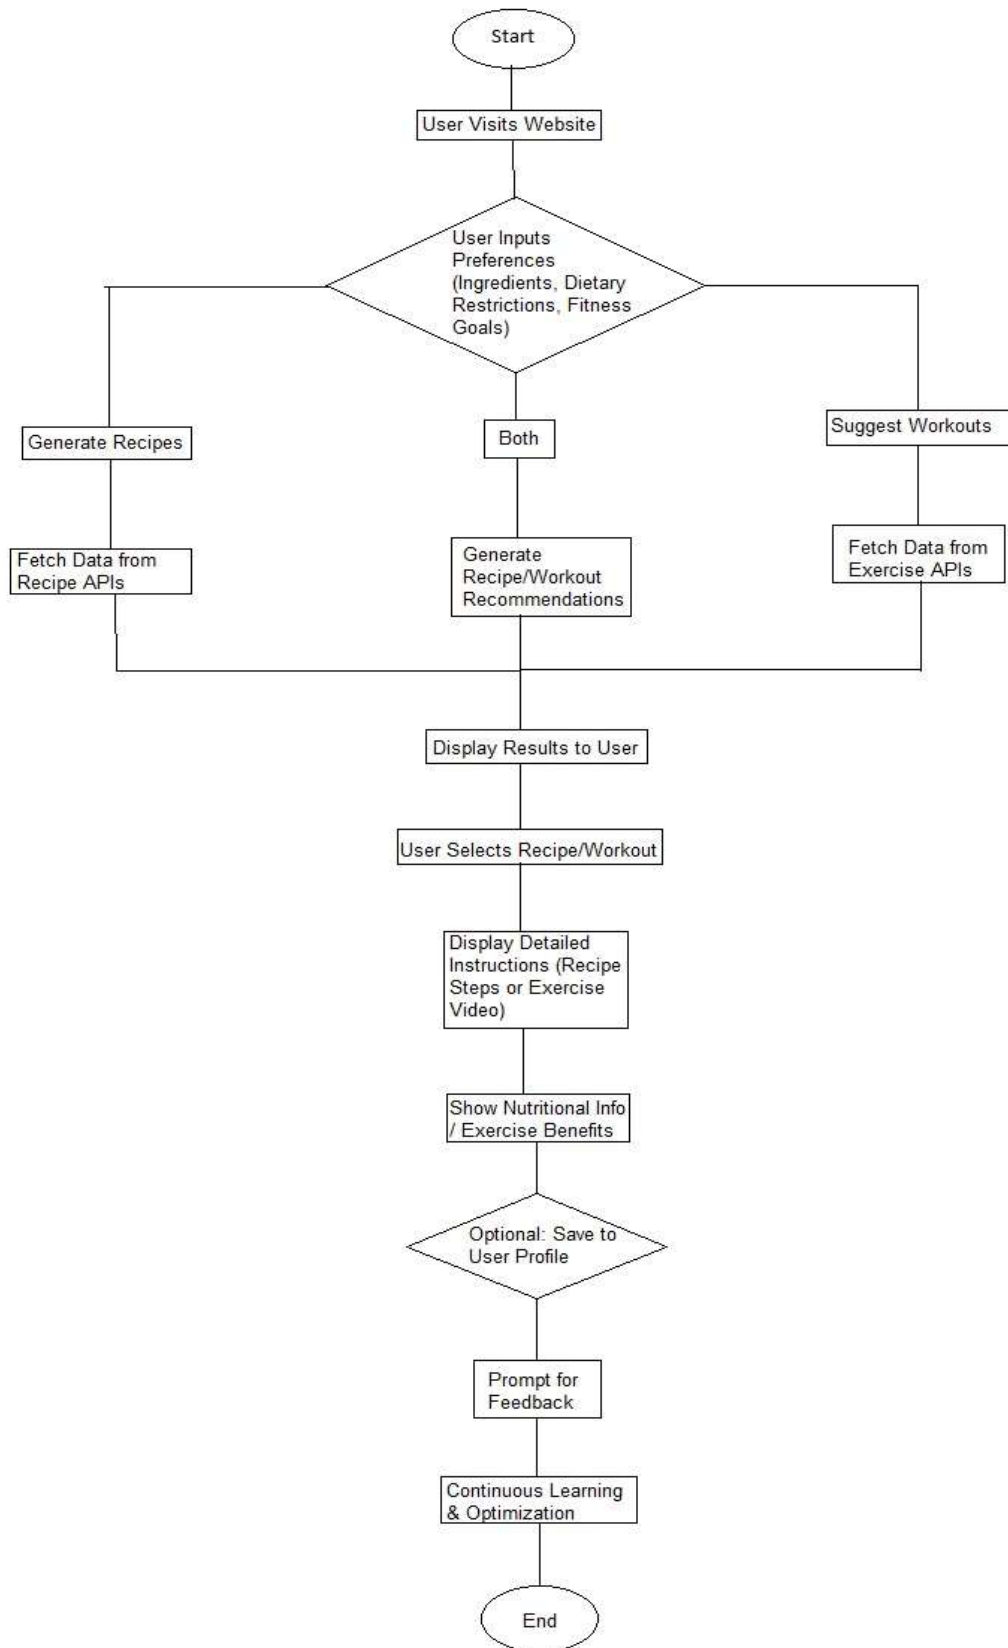 Start
User Visits Website
User Inputs
Preferences
(Ingredients, Dietary
Restrictions, Fitness
Goals)
Generate Recipes
Both
Suggest Workouts
Fetch Data from
Recipe APIs
Generate
Recipe/Workout
Recommendations
Fetch Data from
Exercise APIs
Display Results to User
User Selects Recipe/Workout
Display Detailed
Instructions (Recipe
Steps or Exercise
Video)
Show Nutritional Info
/ Exercise Benefits
Optional: Save to
User Profile
Prompt for
Feedback
Continuous Learning
& Optimization
End